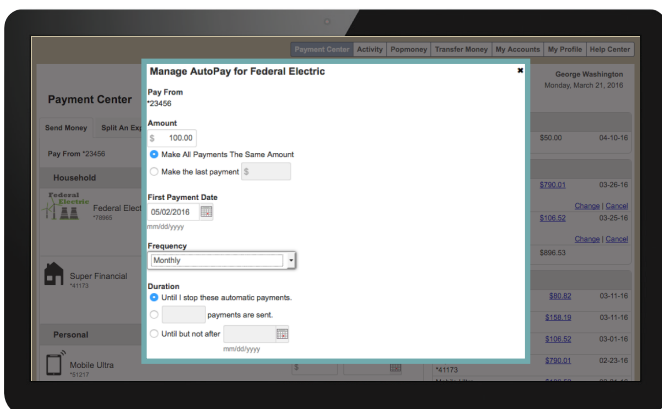 Payment Center Activity Popmoney Transfer Money My Accounts My Profile Help Center
George Washington
Monday, March 21, 2016
Payment Center
Send Money Split An Exp
Pay From *23456
Household
Federal
Electric
Federal Elect
*78965
Super Financial
*41173
Personal
Mobile Ultra
*51217
$
Manage AutoPay for Federal Electric
Pay From
*23456
Amount
$ 100.00
Make All Payments The Same Amount
Make the last payment $
First Payment Date
05/02/2016
mm/dd/yyyy
Frequency
Monthly
Duration
Until I stop these automatic payments.
payments are sent.
Until but not after
mm/dd/yyyy
$50.00 04-10-16
$790.01 03-26-16
Change | Cancel
$106.52 03-25-16
Change | Cancel
$896.53
$80.82 03-11-16
$158.19 03-11-16
$106.52 03-01-16
$790.01 02-23-16
*41173